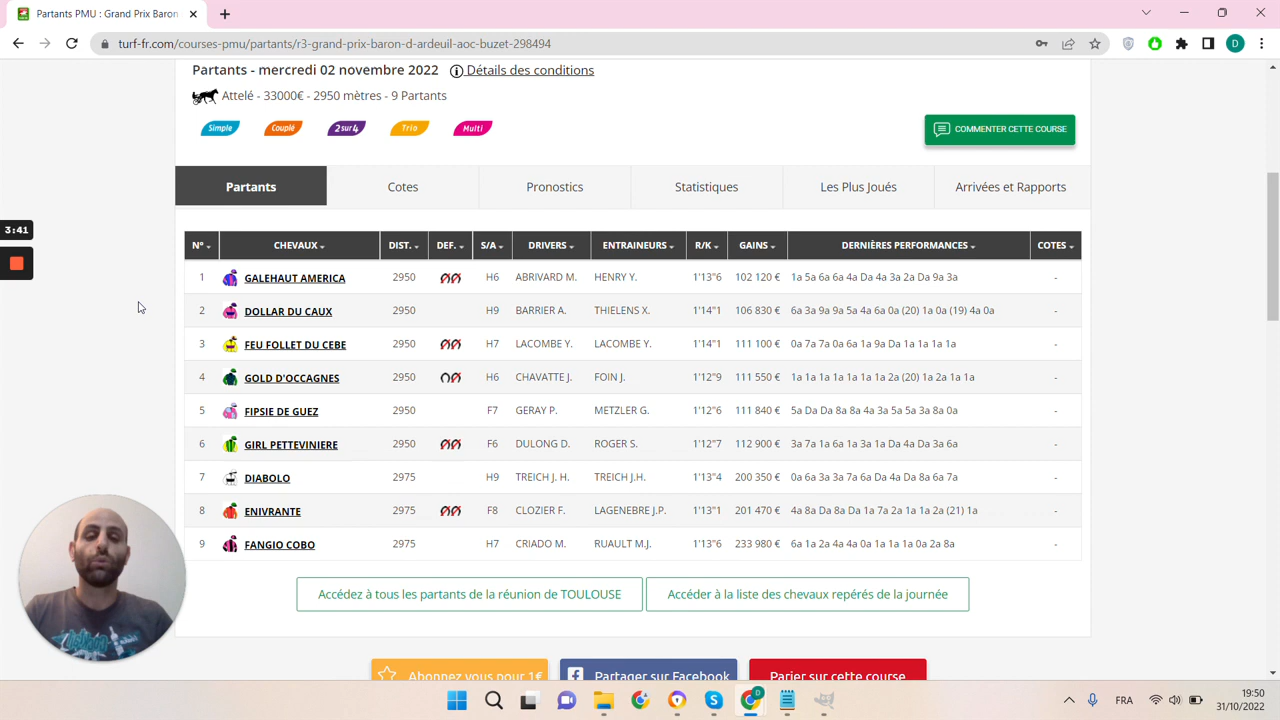 Partants PMU : Grand Prix Baron
turf-fr.com/courses-pmu/partants/r3-grand-prix-baron-d-ardeuil-aoc-buzet-298494
D
Partants - mercredi 02 novembre 2022 Détails des conditions
Attelé - 33000€ - 2950 mètres - 9 Partants
Simple Couplé 2sur4 Trio Multi
COMMENTER CETTE COURSE
Partants Cotes Pronostics Statistiques Les Plus Joués Arrivées et Rapports
3:41
N° CHEVAUX DIST. DEF. S/A DRIVERS ENTRAINEURS R/K GAINS DERNIÈRES PERFORMANCES COTES
1 GALEHAUT AMERICA 2950 H6 ABRIVARD M. HENRY Y. 1'13"6 102 120 € 1a 5a 6a 6a 4a Da 4a 3a 2a Da 9a 3a -
2 DOLLAR DU CAUX 2950 H9 BARRIER A. THIELENS X. 1'14"1 106 830 € 6a 3a 9a 9a 5a 4a 6a 0a (20) 1a 0a (19) 4a 0a -
3 FEU FOLLET DU CEBE 2950 H7 LACOMBE Y. LACOMBE Y. 1'14"1 111 100 € 0a 7a 7a 0a 6a 1a 9a Da 1a 1a 1a 1a -
4 GOLD D'OCCAGNES 2950 H6 CHAVATTE J. FOIN J. 1'12"9 111 550 € 1a 1a 1a 1a 1a 1a 2a (20) 1a 2a 1a 1a -
5 FIPSIE DE GUEZ 2950 F7 GERAY P. METZLER G. 1'12"6 111 840 € 5a Da Da 8a 8a 4a 3a 5a 5a 3a 8a 0a -
6 GIRL PETTEVINIERE 2950 F6 DULONG D. ROGER S. 1'12"7 112 900 € 3a 7a 1a 6a 1a 3a 1a Da 4a Da 3a 6a -
7 DIABOLO 2975 H9 TREICH J. H. TREICH J.H. 1'13"4 200 350 € 0a 6a 3a 3a 7a 6a Da 4a Da 8a 6a 7a -
8 ENIVRANTE 2975 F8 CLOZIER F. LAGENEBRE J.P. 1'13"1 201 470 € 4a 8a Da 8a Da 1a 7a 2a 1a 1a 2a (21) 1a -
9 FANGIO COBO 2975 H7 CRIADO M. RUAULT M.J. 1'13"6 233 980 € 6a 1a 2a 4a 4a 0a 1a 1a 1a 0a 2a 8a -
Accédez à tous les partants de la réunion de TOULOUSE Accéder à la liste des chevaux repérés de la journée
Abonnez vous pour 1€ Partager sur Facebook Parier sur cette course
FRA 19:50
31/10/2022